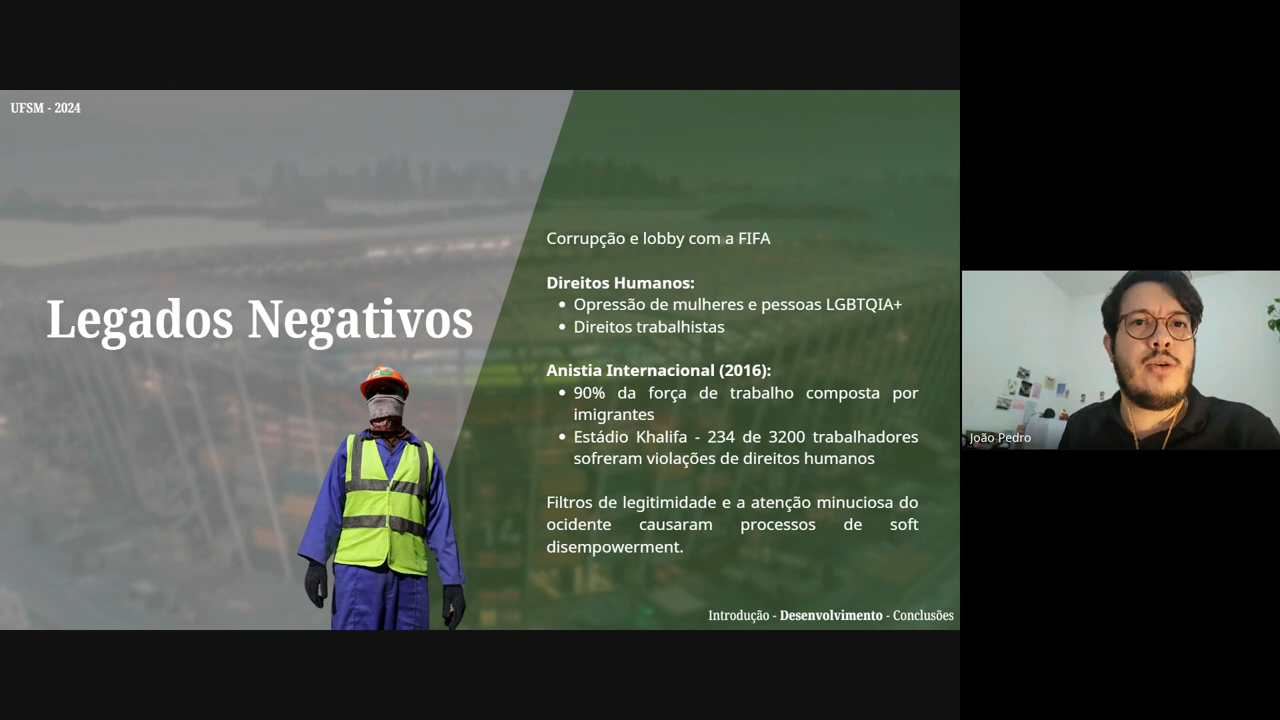 UFSM - 2024
Legados Negativos
Corrupção e lobby com a FIFA
Direitos Humanos:
• Opressão de mulheres e pessoas LGBTQIA+
• Direitos trabalhistas
Anistia Internacional (2016):
• 90% da força de trabalho composta por
imigrantes
• Estádio Khalifa - 234 de 3200 trabalhadores
sofreram violações de direitos humanos
Filtros de legitimidade e a atenção minuciosa do
ocidente causaram processos de soft
disempowerment.
Introdução - Desenvolvimento - Conclusões
João Pedro